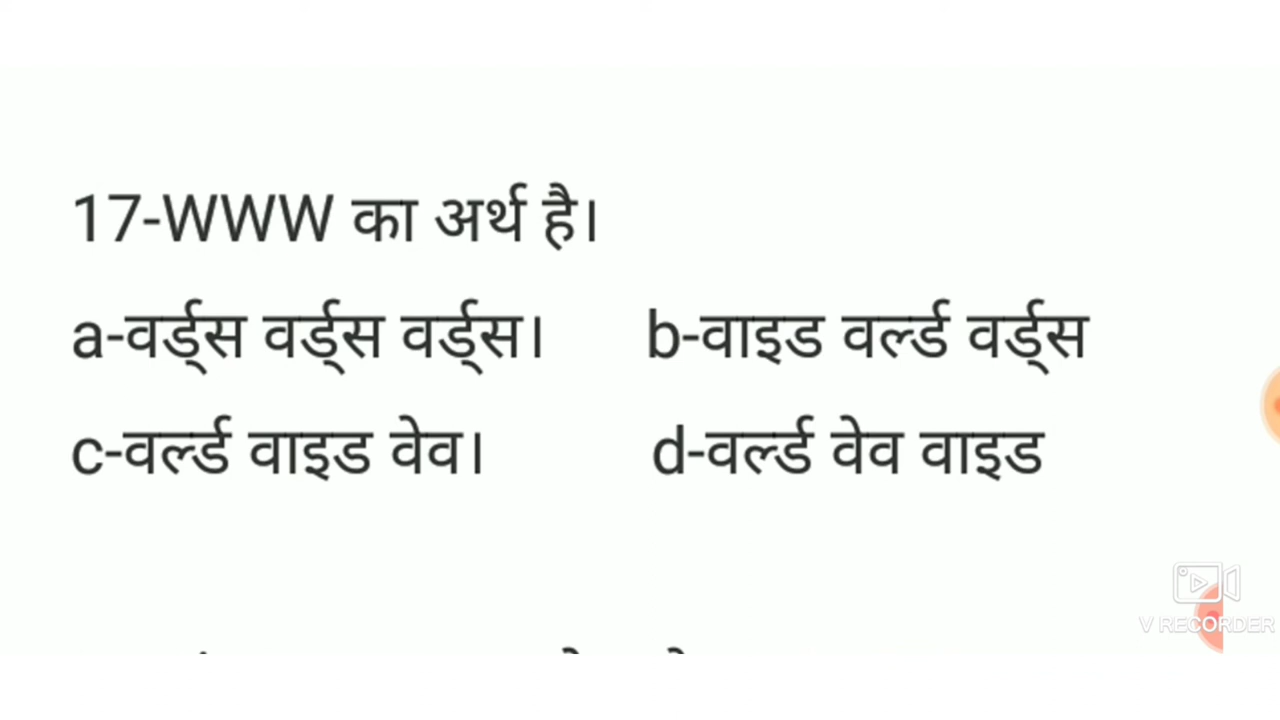 17-WWW का अर्थ है।
a-वर्ड्स वर्ड्स वर्ड्स। b-वाइड वर्ल्ड वर्ड्स
c-वर्ल्ड वाइड वेव। d-वर्ल्ड वेव वाइड
V RECORDER